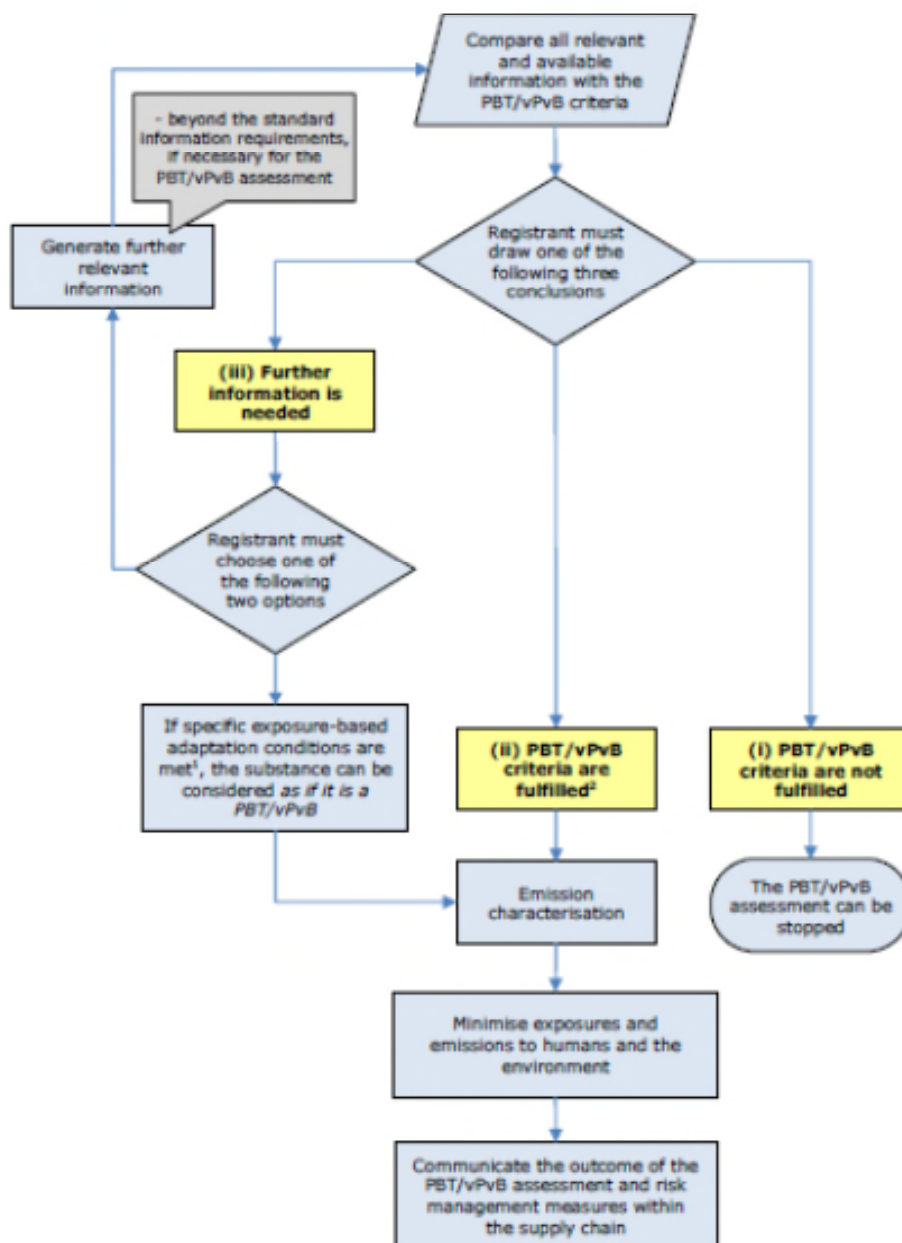 Compare all relevant
and available
information with the
PBT/vPvB criteria
- beyond the standard
information requirements,
if necessary for the
PBT/vPvB assessment
Generate further
relevant
information
Registrant must
draw one of the
following three
conclusions
(iii) Further
information is
needed
Registrant must
choose one of
the following
two options
If specific exposure-based
adaptation conditions are
met¹, the substance can be
considered as if it is a
PBT/vPvB
(ii) PBT/vPvB
criteria are
fulfilled²
(i) PBT/vPvB
criteria are not
fulfilled
Emission
characterisation
The PBT/vPvB
assessment can be
stopped
Minimise exposures and
emissions to humans and the
environment
Communicate the outcome of the
PBT/vPvB assessment and risk
management measures within
the supply chain